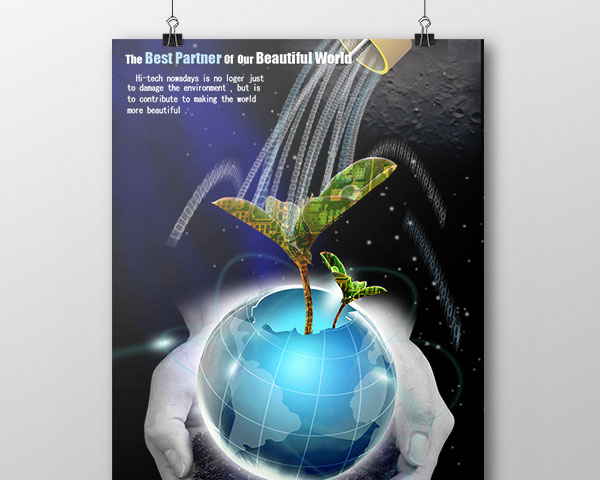 The Best Partner Of Our Beautiful World
Hi-tech nowadays is no loger just
to damage the environment , but is
to contribute to making the world
more beautiful .